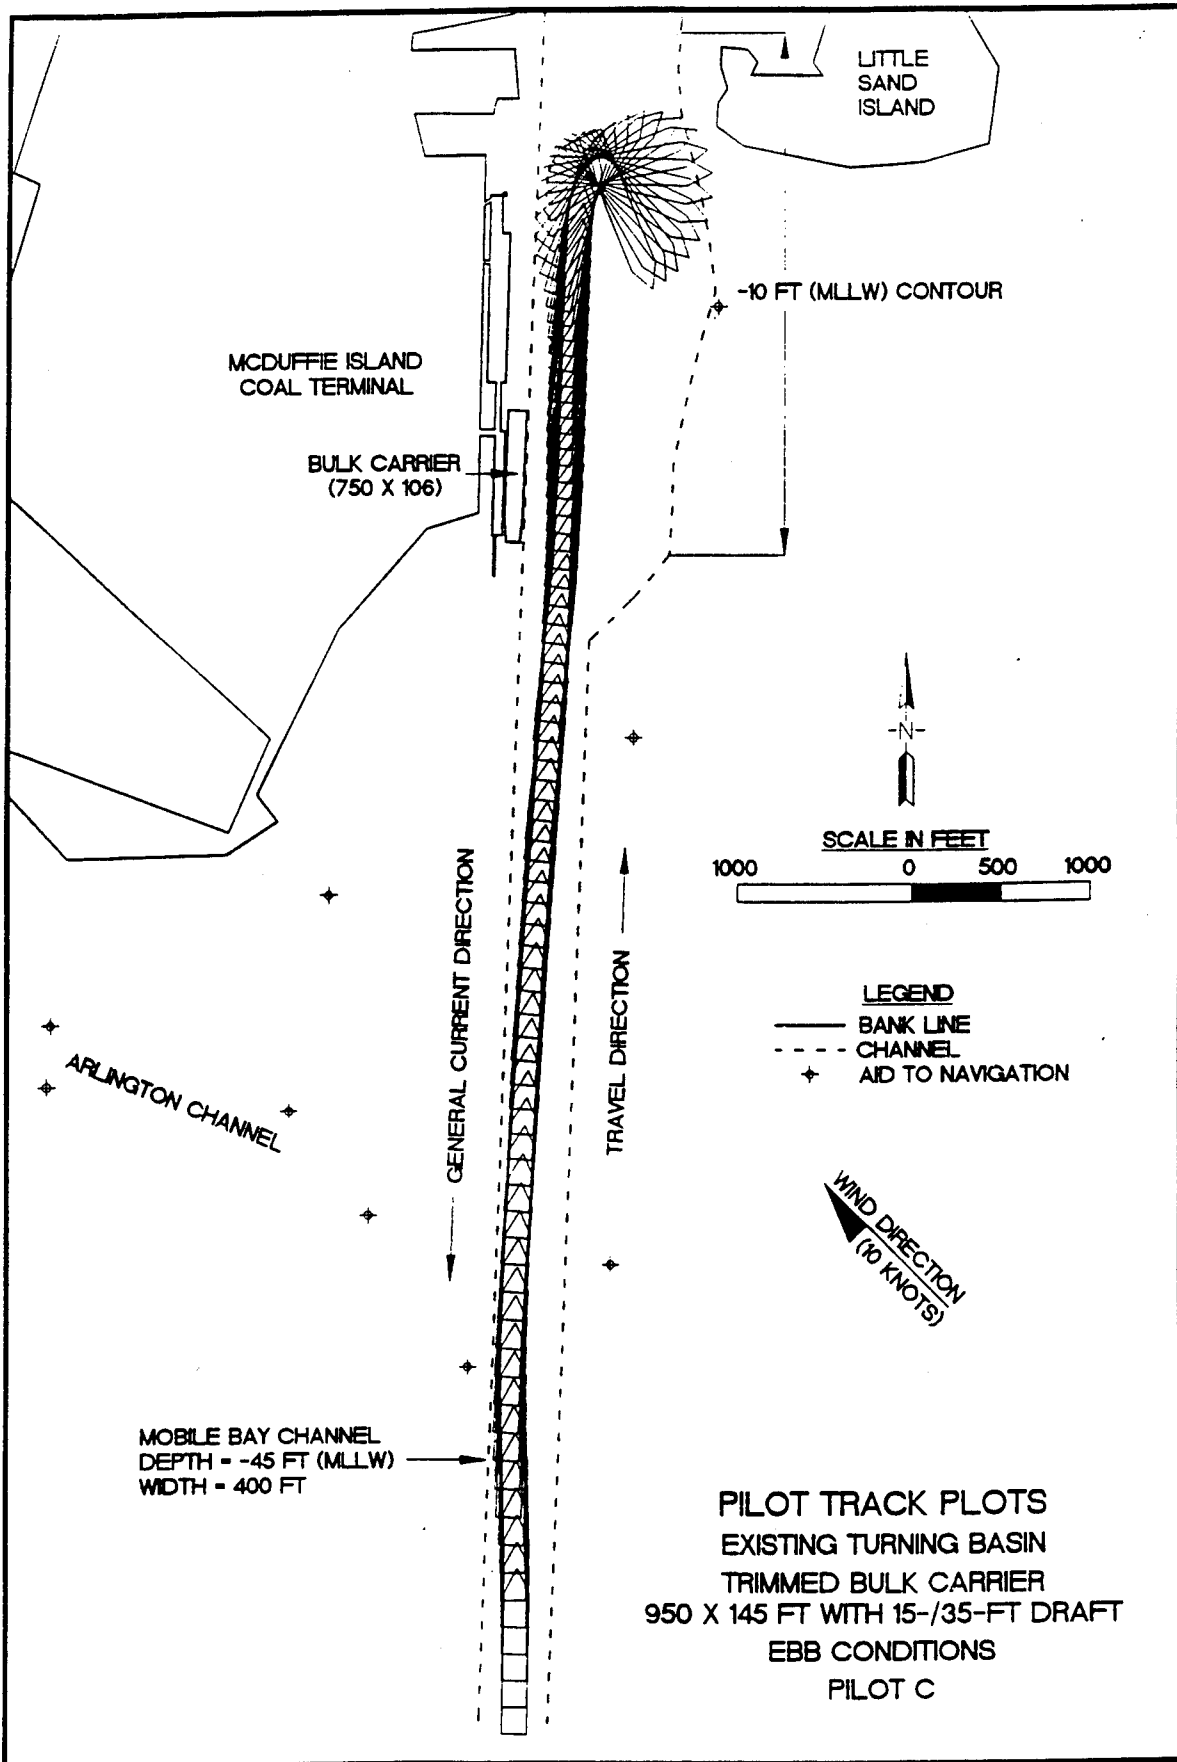 LITTLE
SAND
ISLAND
-10 FT (MLLW) CONTOUR
MCDUFFIE ISLAND
COAL TERMINAL
BULK CARRIER
(750 X 106)
-N-
SCALE IN FEET
1000 0 500 1000
GENERAL CURRENT DIRECTION
TRAVEL DIRECTION
LEGEND
BANK LINE
CHANNEL
AID TO NAVIGATION
ARLINGTON CHANNEL
WIND DIRECTION
(10 KNOTS)
MOBILE BAY CHANNEL
DEPTH = -45 FT (MLLW)
WIDTH = 400 FT
PILOT TRACK PLOTS
EXISTING TURNING BASIN
TRIMMED BULK CARRIER
950 X 145 FT WITH 15-/35-FT DRAFT
EBB CONDITIONS
PILOT C